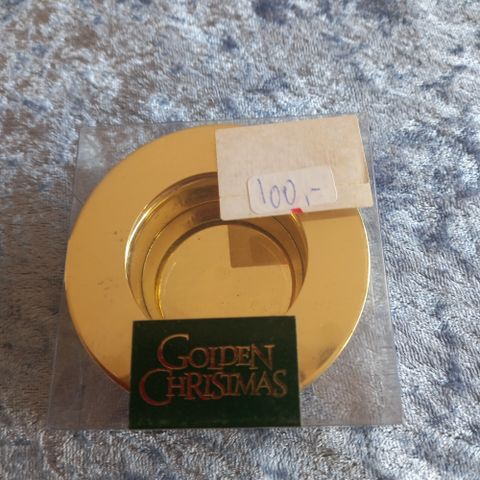 100,-
GOLDEN
CHRISTMAS